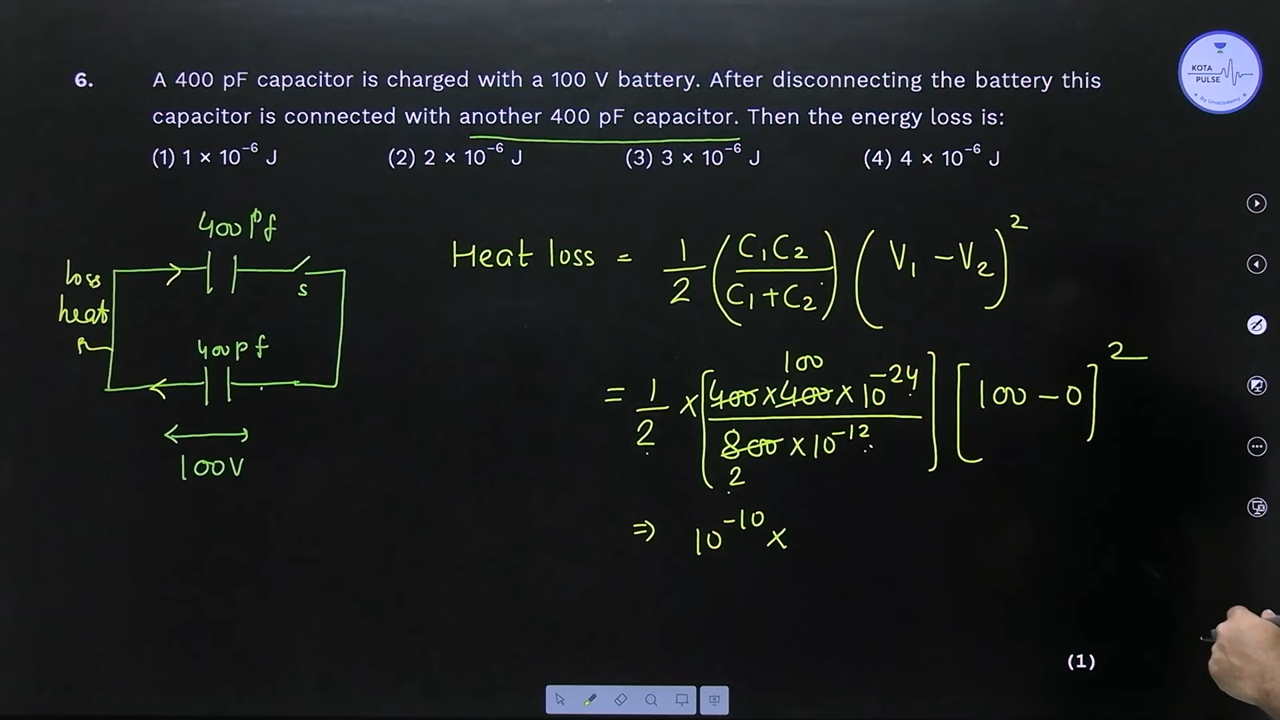 KOTA
PULSE
By Unacademy
6. A 400 pF capacitor is charged with a 100 V battery. After disconnecting the battery this
capacitor is connected with another 400 pF capacitor. Then the energy loss is:
(1) 1 × 10⁻⁶ J (2) 2 × 10⁻⁶ J (3) 3 × 10⁻⁶ J (4) 4 × 10⁻⁶ J
400 pf
loss
heat
S
400 pf
100V
Heat loss = 1/2 (C₁C₂/(C₁+C₂)) (V₁ − V₂)²
= 1/2 × [400 × 400 × 10⁻²⁴ / 800 × 10⁻¹²] [100 − 0]²
100
2
⇒ 10⁻¹⁰ ×
(1)